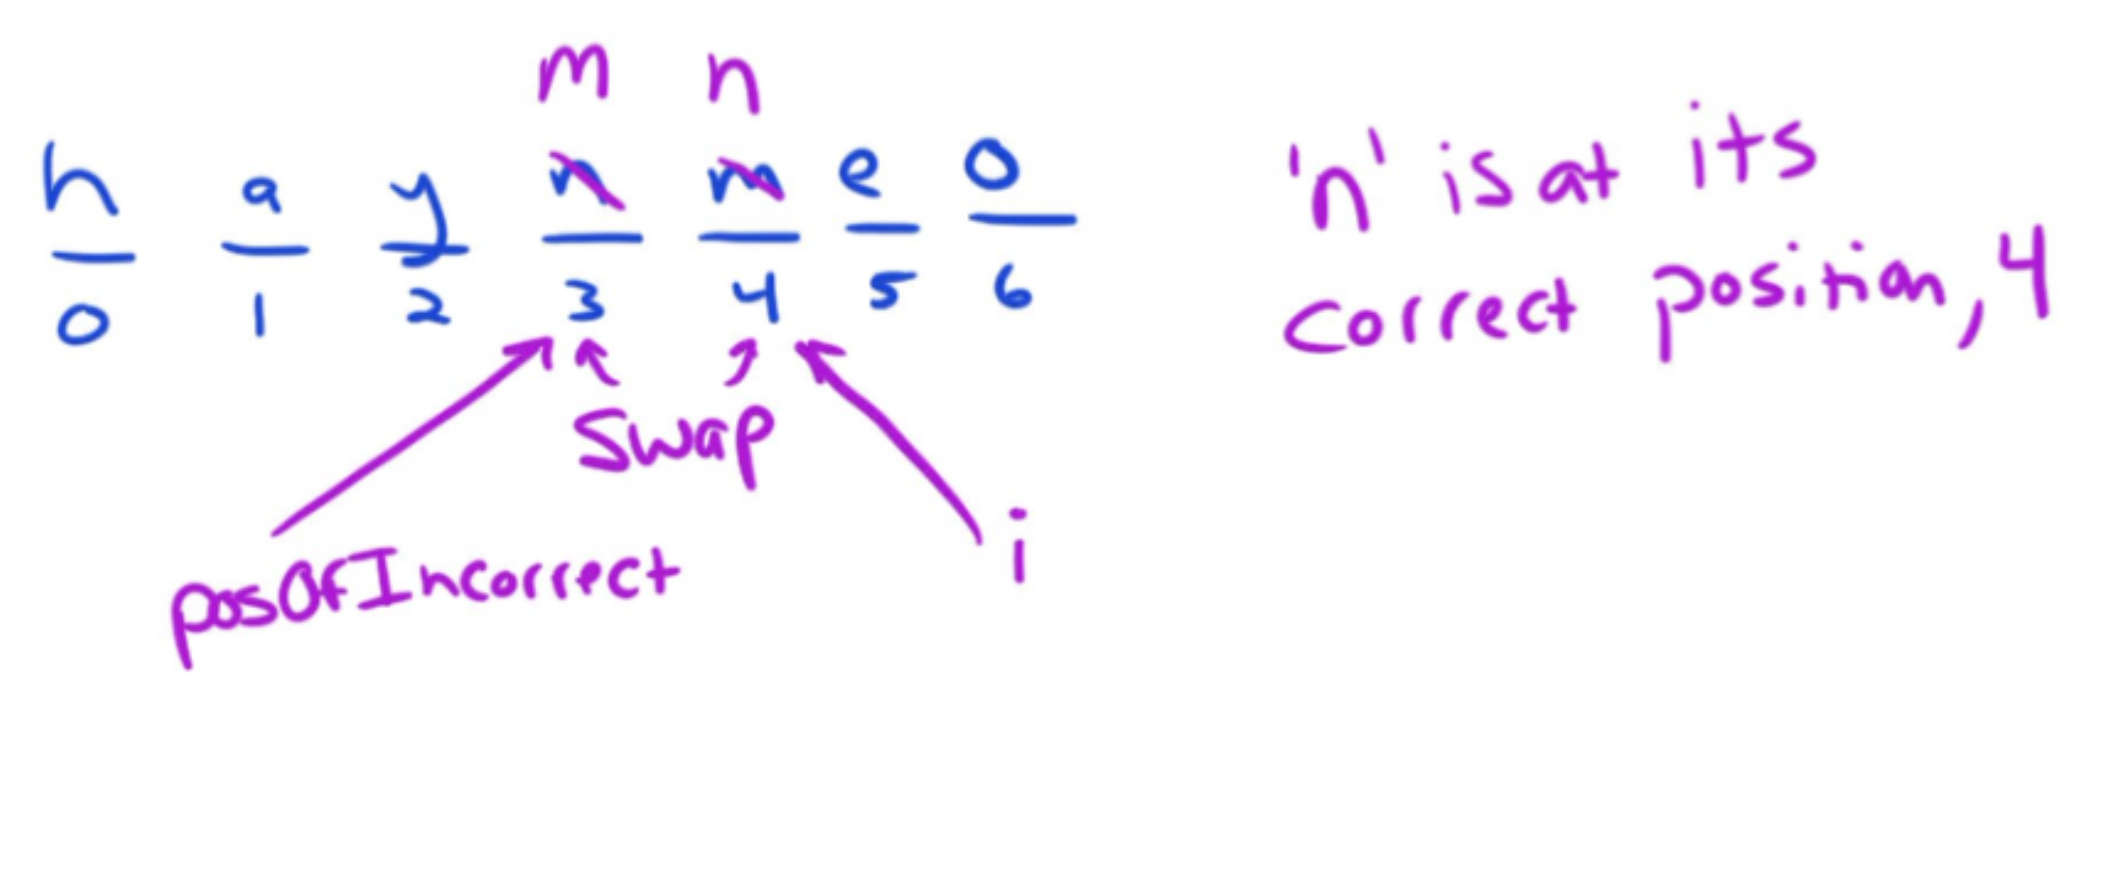 m n
h a y n m e o
0 1 2 3 4 5 6
swap
posOfIncorrect
i
'n' is at its
correct position, 4